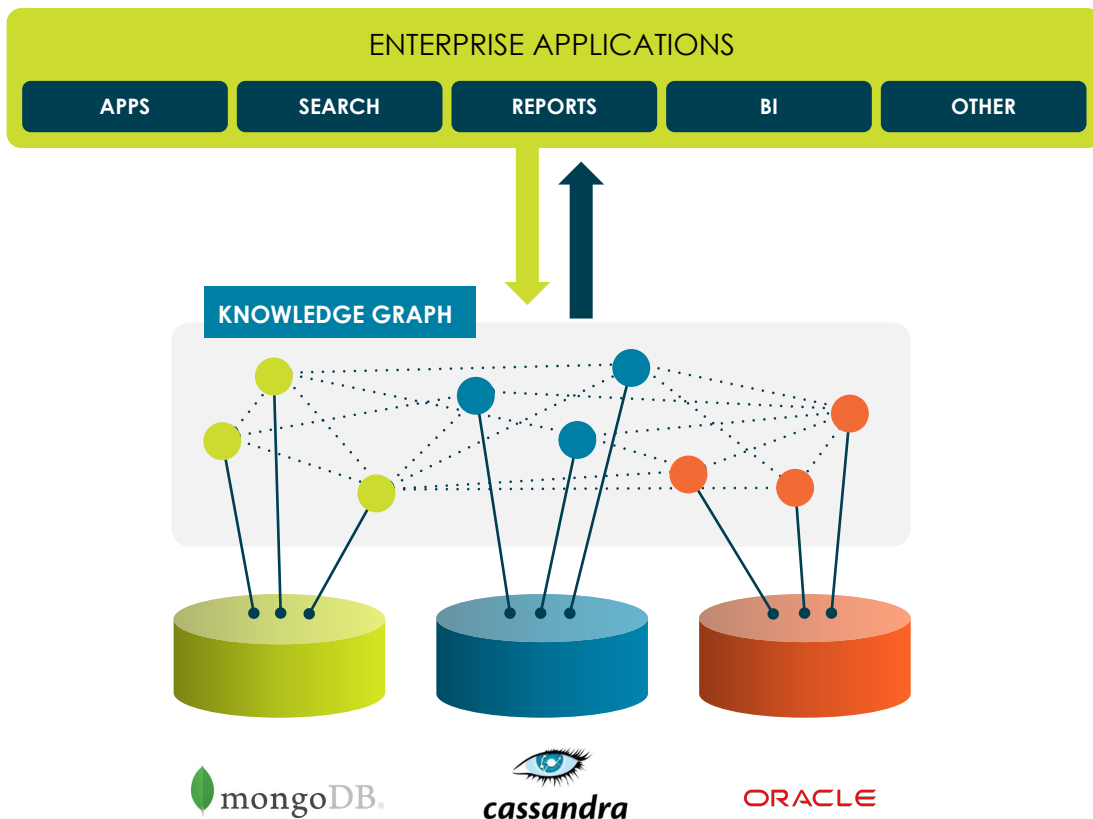 ENTERPRISE APPLICATIONS
APPS SEARCH REPORTS BI OTHER
KNOWLEDGE GRAPH
mongoDB® cassandra ORACLE